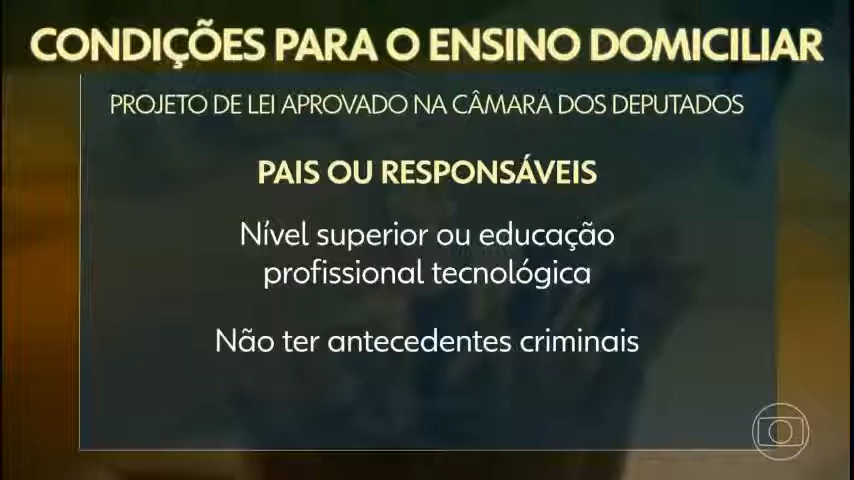 CONDIÇÕES PARA O ENSINO DOMICILIAR
PROJETO DE LEI APROVADO NA CÂMARA DOS DEPUTADOS
PAIS OU RESPONSÁVEIS
Nível superior ou educação
profissional tecnológica
Não ter antecedentes criminais